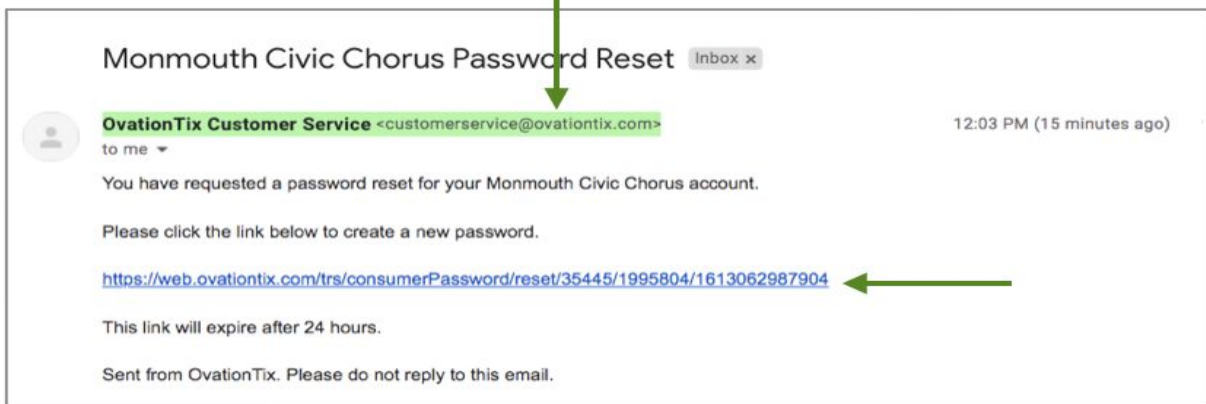 Monmouth Civic Chorus Password Reset Inbox x
OvationTix Customer Service <customerservice@ovationtix.com> 12:03 PM (15 minutes ago)
to me
You have requested a password reset for your Monmouth Civic Chorus account.
Please click the link below to create a new password.
https://web.ovationtix.com/trs/consumerPassword/reset/35445/1995804/1613062987904
This link will expire after 24 hours.
Sent from OvationTix. Please do not reply to this email.